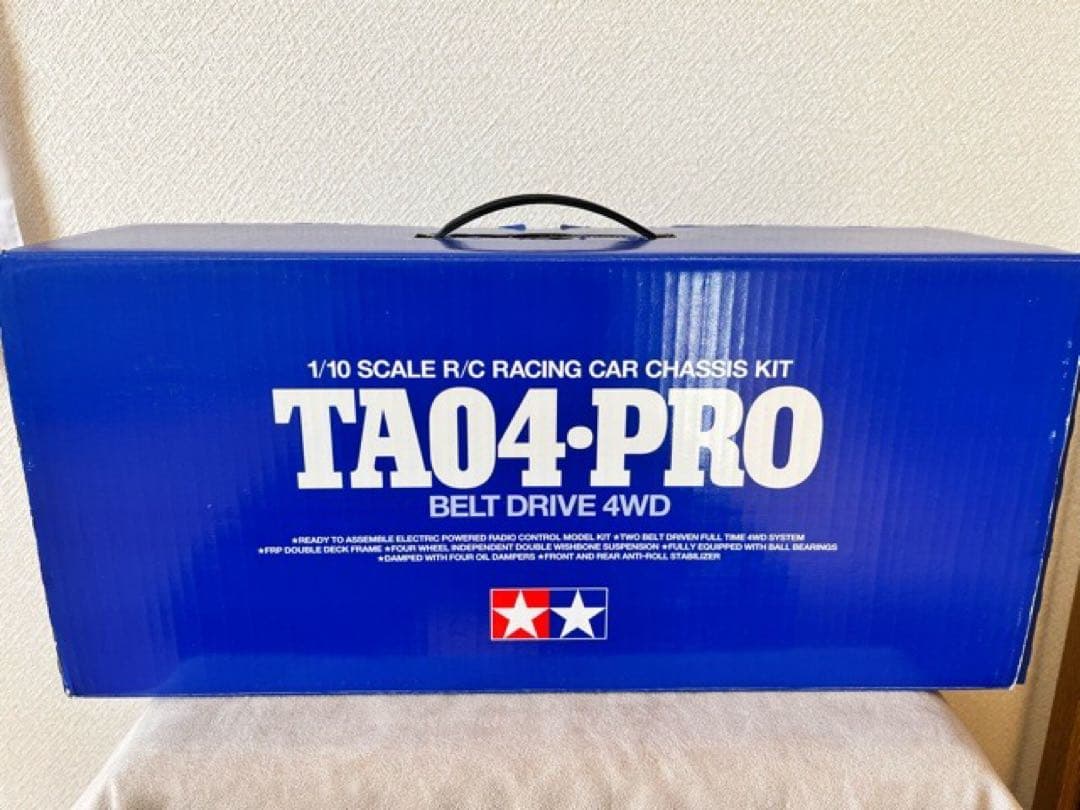 1/10 SCALE R/C RACING CAR CHASSIS KIT
TA04•PRO
BELT DRIVE 4WD
★READY TO ASSEMBLE ELECTRIC POWERED RADIO CONTROL MODEL KIT ★TWO BELT DRIVEN FULL TIME 4WD SYSTEM
★FRP DOUBLE DECK FRAME ★FOUR WHEEL INDEPENDENT DOUBLE WISHBONE SUSPENSION ★FULLY EQUIPPED WITH BALL BEARINGS
★DAMPED WITH FOUR OIL DAMPERS ★FRONT AND REAR ANTI-ROLL STABILIZER